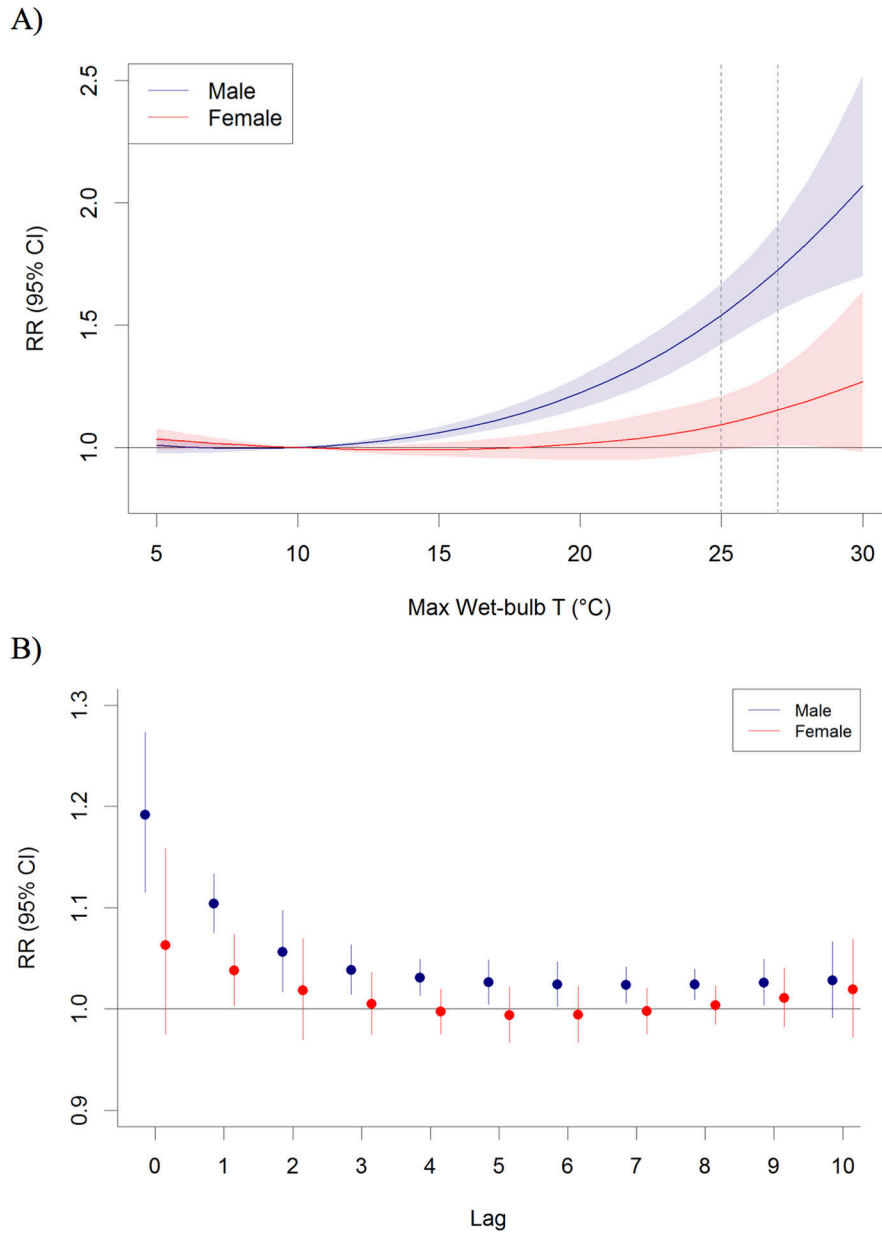 A)
Male
Female
RR (95% CI)
2.5
2.0
1.5
1.0
5 10 15 20 25 30
Max Wet-bulb T (°C)
B)
Male
Female
RR (95% CI)
1.3
1.2
1.1
1.0
0.9
0 1 2 3 4 5 6 7 8 9 10
Lag